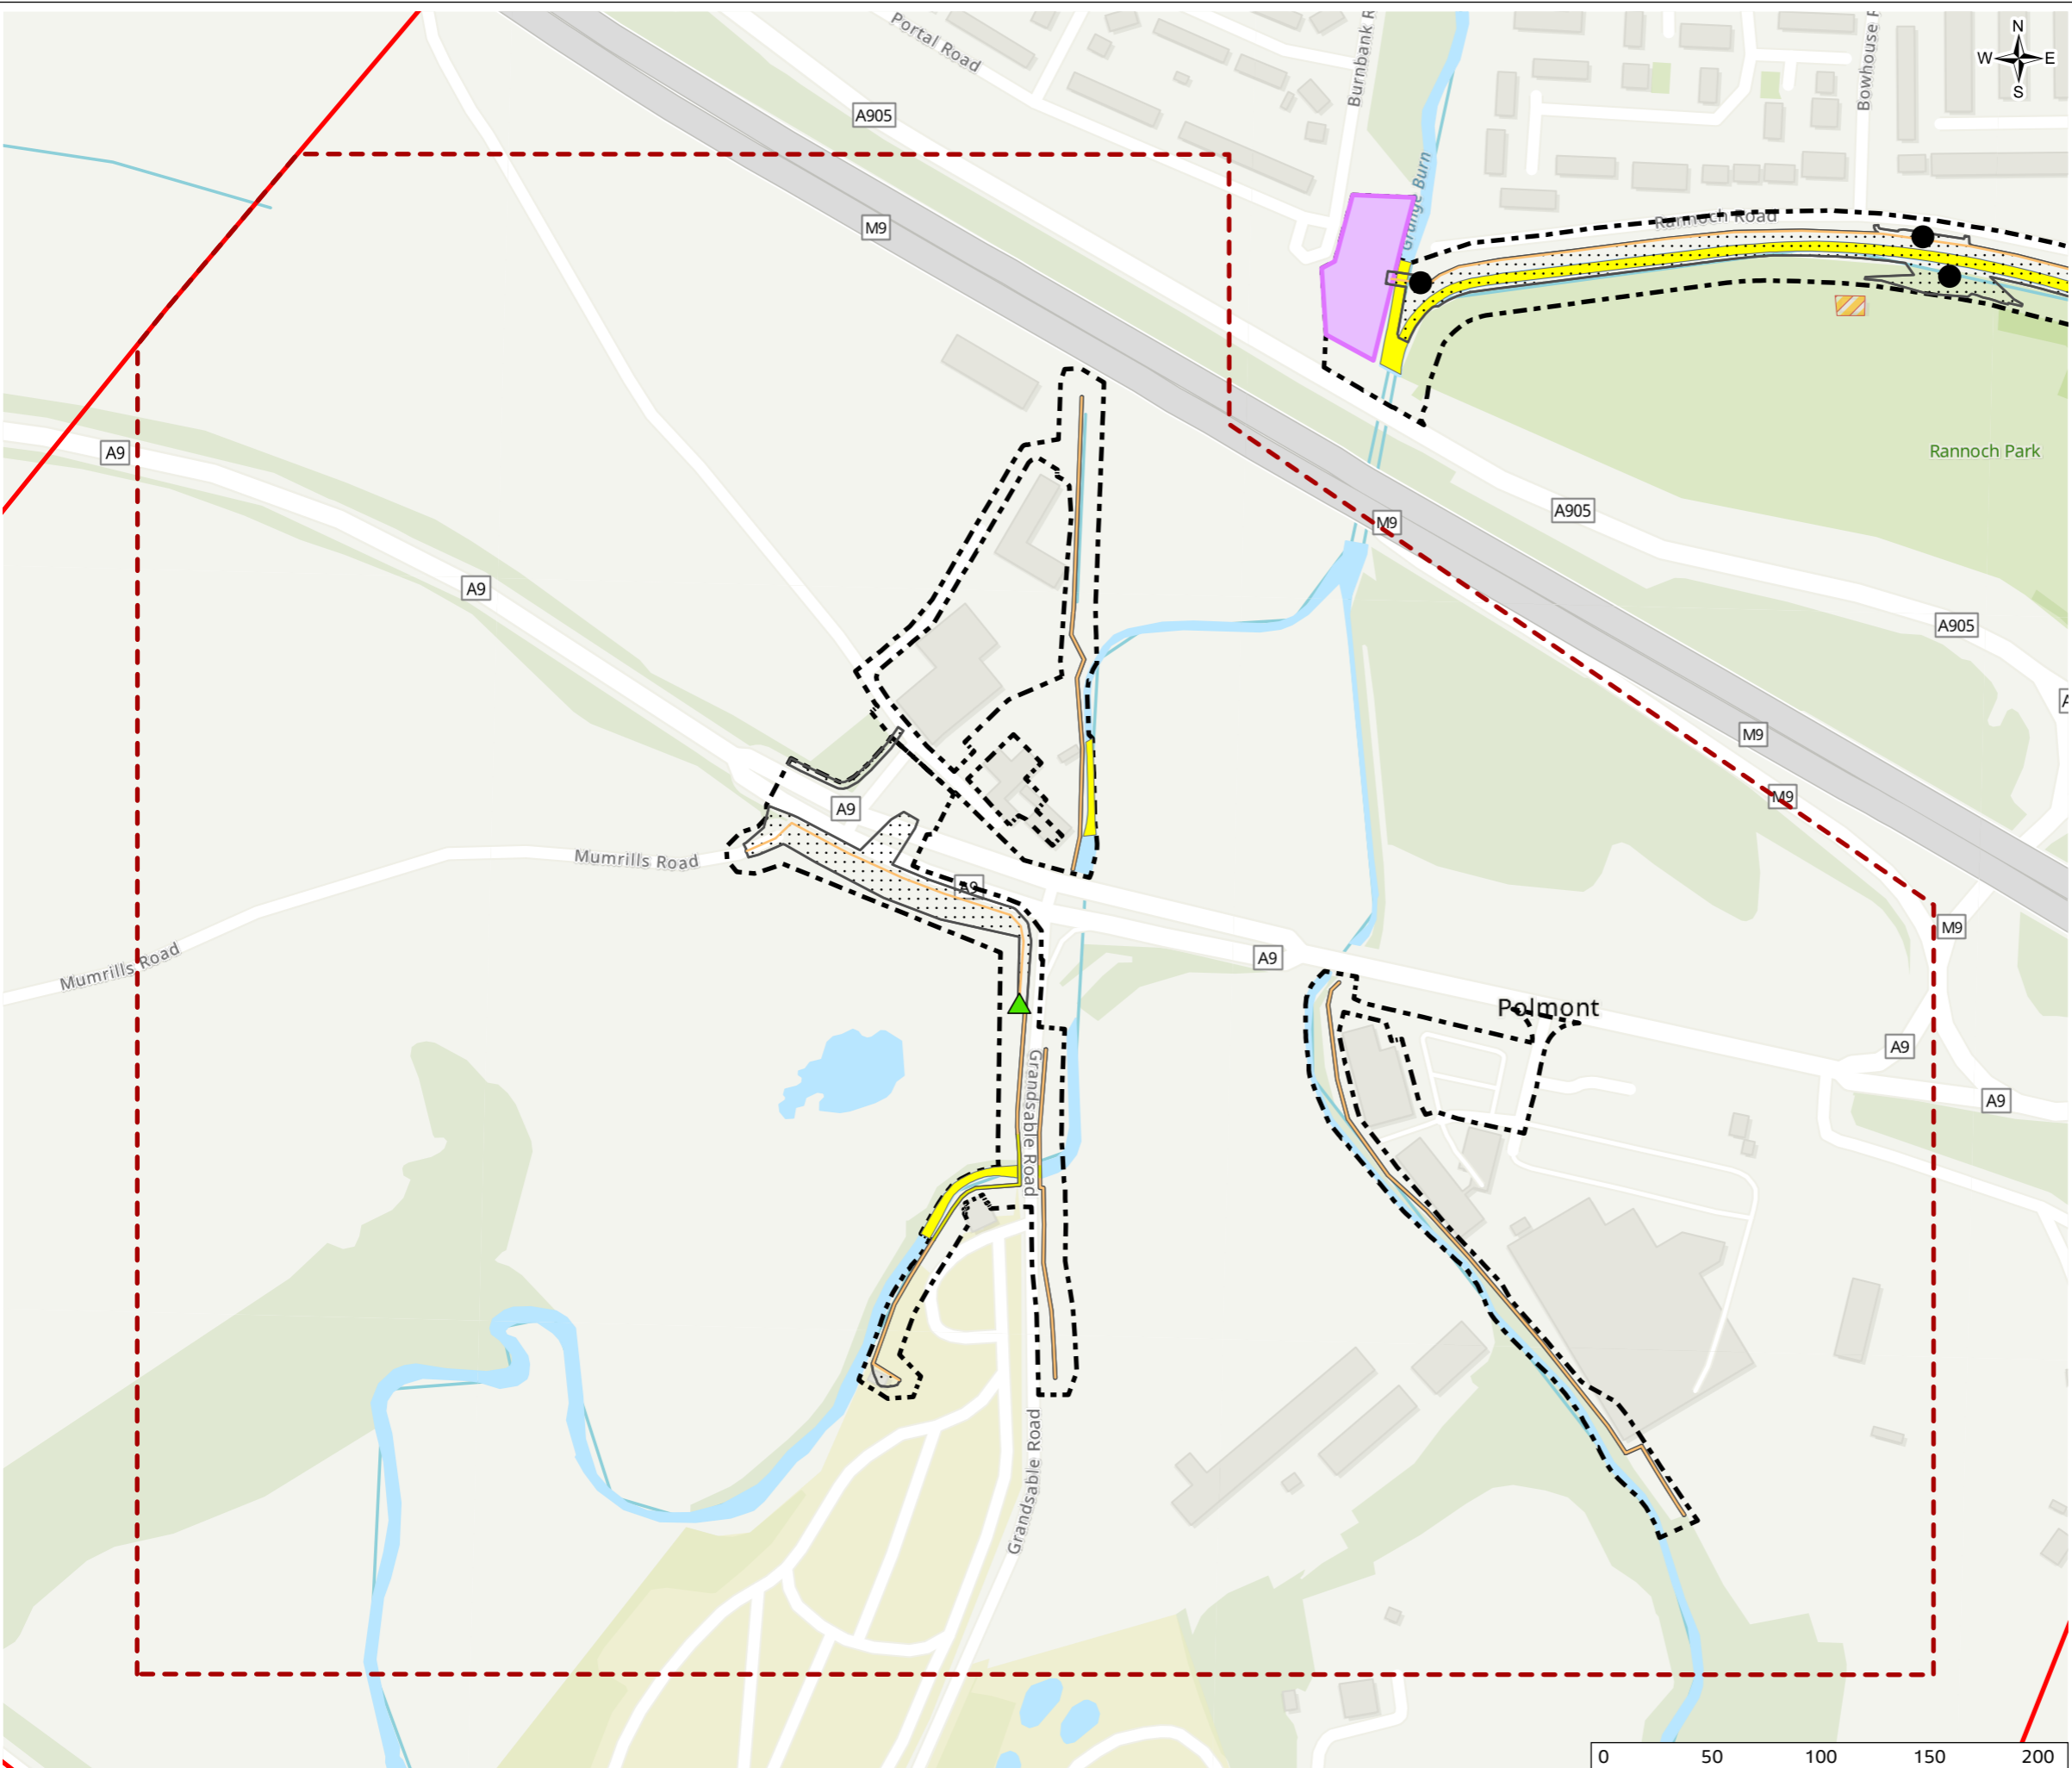 Portal Road
Burnbank R
Bowhouse R
N
W E
S
A905
Grange Burn
Rannoch Road
M9
A9
Rannoch Park
A905
M9
A9
A905
M9
M9
A9
Mumrills Road
A9
M9
Mumrills Road
A9
Polmont
A9
A9
Grandsable Road
Grandsable Road
0 50 100 150 200